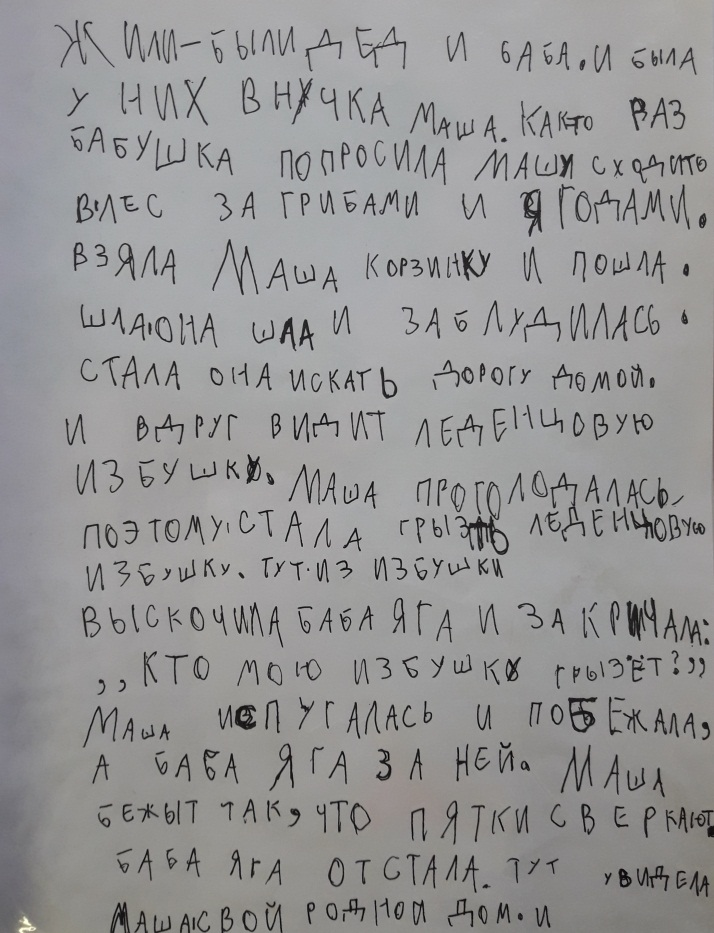 ЖИЛИ-БЫЛИ ДЕД И БАБА. И БЫЛА
У НИХ ВНУЧКА МАША. КАКТО РАЗ
БАБУШКА ПОПРОСИЛА МАШУ СХОДИТЬ
В ЛЕС ЗА ГРИБАМИ И ЯГОДАМИ.
ВЗЯЛА МАША КОРЗИНКУ И ПОШЛА.
ШЛА ОНА ШЛА И ЗАБЛУДИЛАСЬ.
СТАЛА ОНА ИСКАТЬ ДОРОГУ ДОМОЙ.
И ВДРУГ ВИДИТ ЛЕДЕНЦОВУЮ
ИЗБУШКУ. МАША ПРОГОЛОДАЛАСЬ,
ПОЭТОМУ СТАЛА ГРЫЗТЬ ЛЕДЕНЦОВУЮ
ИЗБУШКУ. ТУТ ИЗ ИЗБУШКИ
ВЫСКОЧИЛА БАБА ЯГА И ЗАКРИЧАЛА:
,,КТО МОЮ ИЗБУШКУ ГРЫЗЁТ?,,
МАША ИСПУГАЛАСЬ И ПОБЕЖАЛА,
А БАБА ЯГА ЗА НЕЙ. МАША
БЕЖЫТ ТАК, ЧТО ПЯТКИ СВЕРКАЮТ.
БАБА ЯГА ОТСТАЛА. ТУТ УВИДЕЛА
МАША СВОЙ РОДНОЙ ДОМ. И